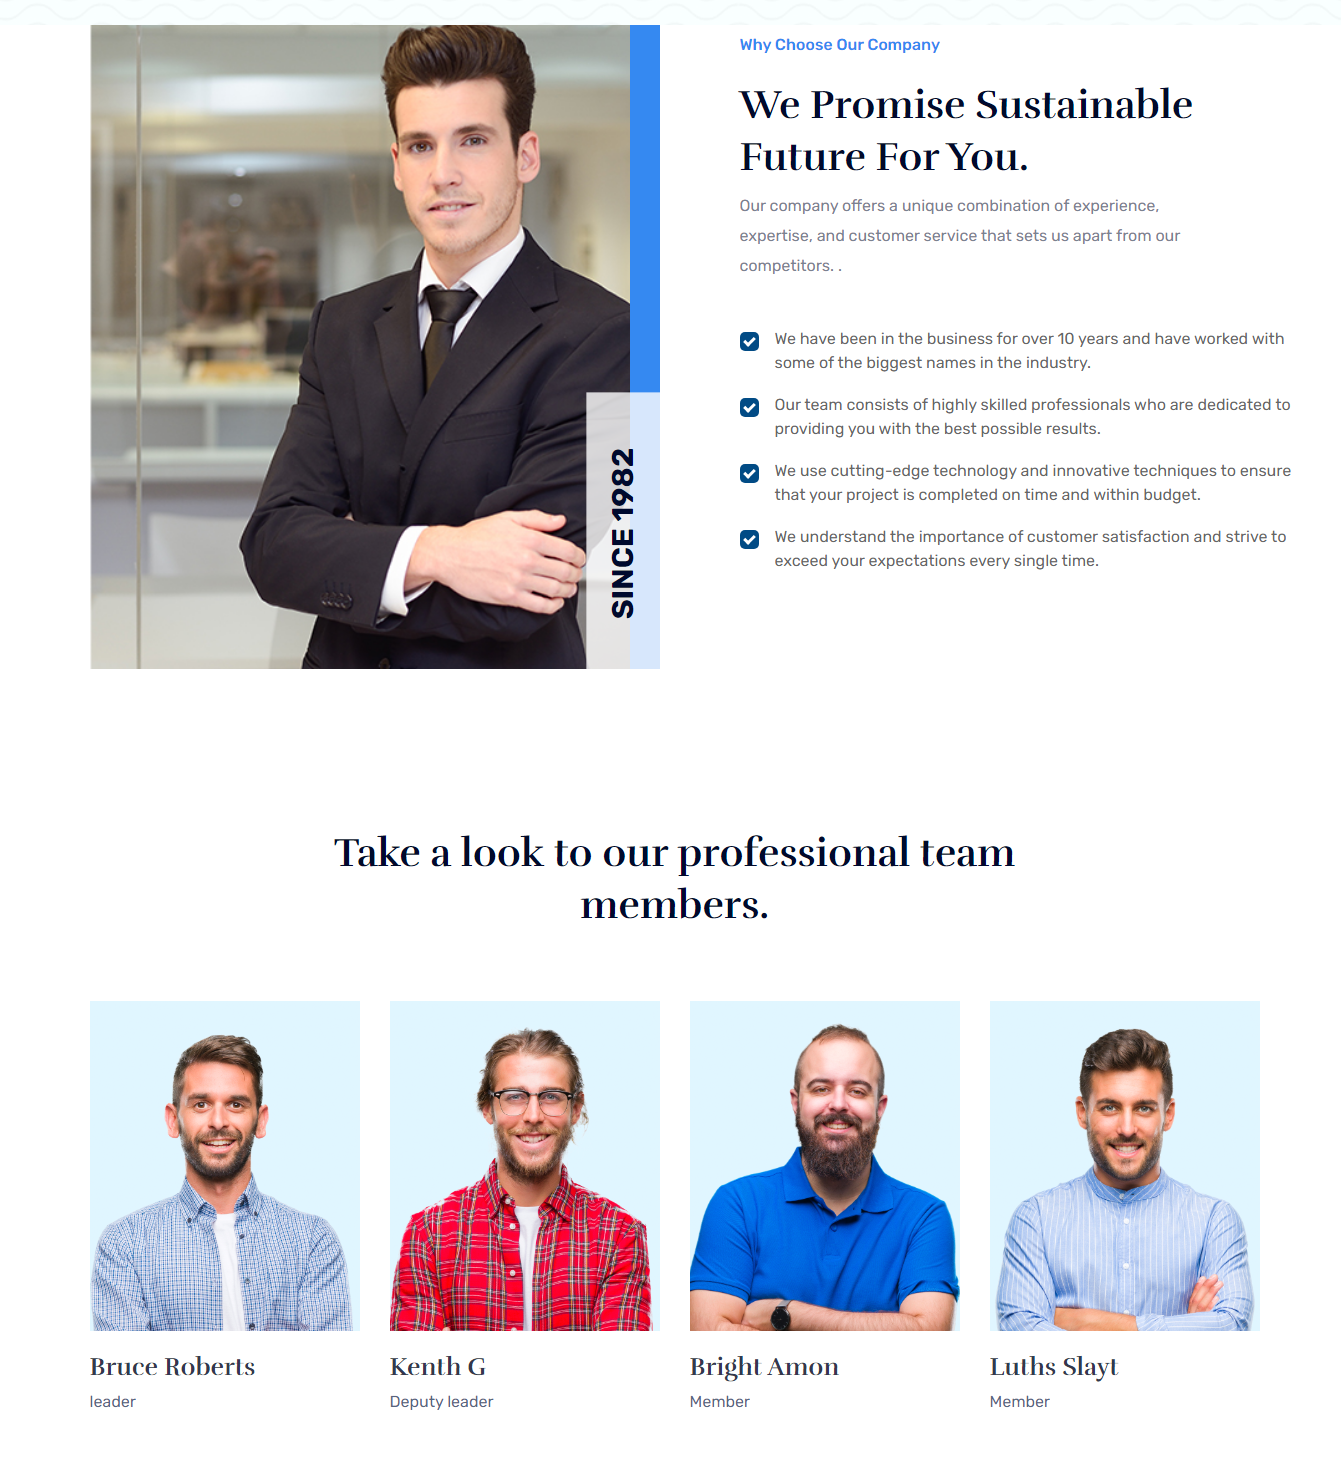 Why Choose Our Company
We Promise Sustainable
Future For You.
Our company offers a unique combination of experience,
expertise, and customer service that sets us apart from our
competitors. .
We have been in the business for over 10 years and have worked with
some of the biggest names in the industry.
Our team consists of highly skilled professionals who are dedicated to
providing you with the best possible results.
We use cutting-edge technology and innovative techniques to ensure
that your project is completed on time and within budget.
We understand the importance of customer satisfaction and strive to
exceed your expectations every single time.
SINCE 1982
Take a look to our professional team
members.
Bruce Roberts
leader
Kenth G
Deputy leader
Bright Amon
Member
Luths Slayt
Member